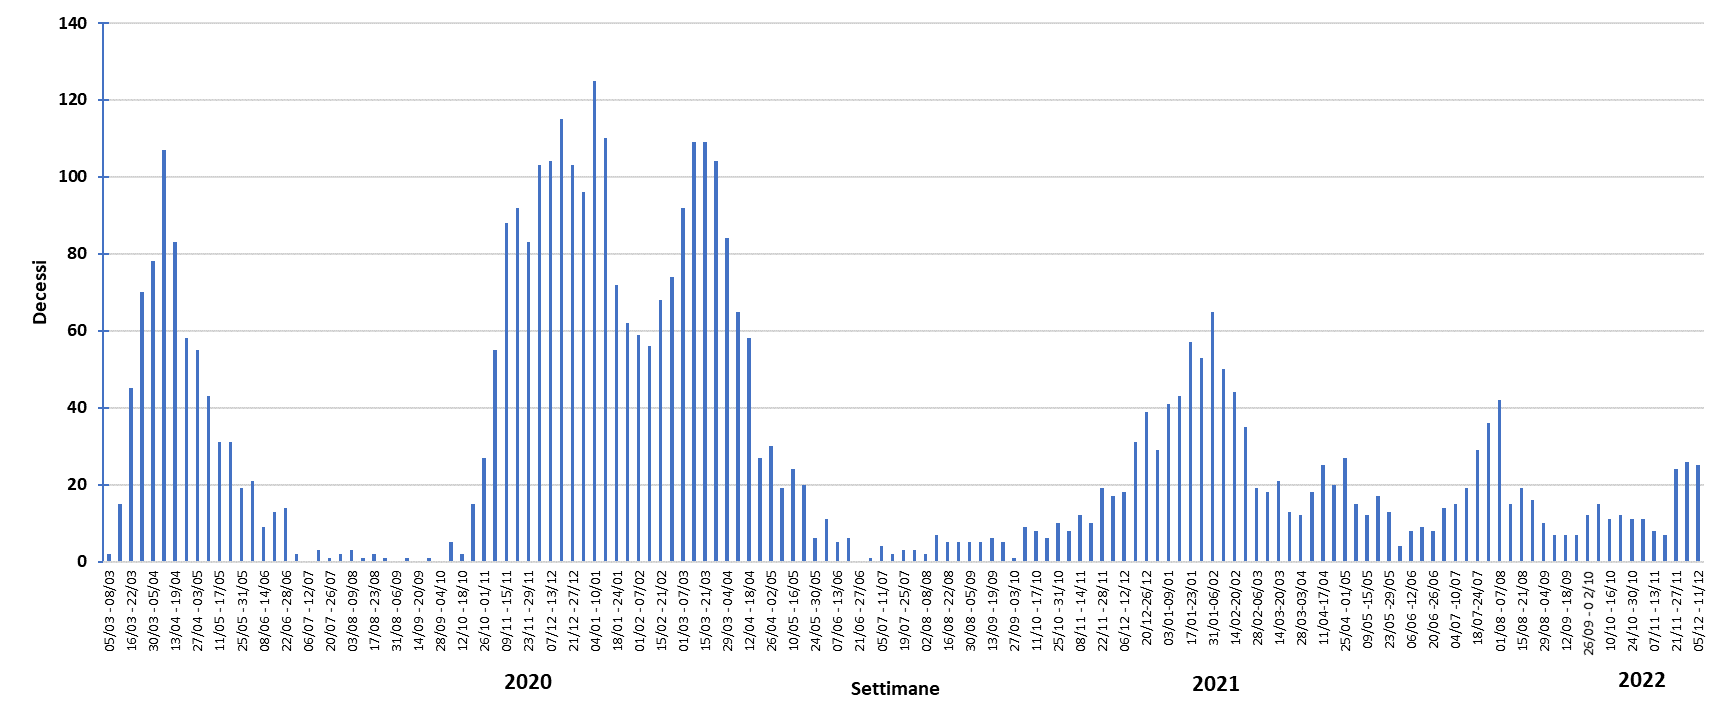 140
120
100
80
60
40
20
0
Decessi
05/03 - 08/03
16/03 - 22/03
30/03 - 05/04
13/04 - 19/04
27/04 - 03/05
11/05 - 17/05
25/05 - 31/05
08/06 - 14/06
22/06 - 28/06
06/07 - 12/07
20/07 - 26/07
03/08 - 09/08
17/08 - 23/08
31/08 - 06/09
14/09 - 20/09
28/09 - 04/10
12/10 - 18/10
26/10 - 01/11
09/11 - 15/11
23/11 - 29/11
07/12 - 13/12
21/12 - 27/12
04/01 - 10/01
18/01 - 24/01
01/02 - 07/02
15/02 - 21/02
01/03 - 07/03
15/03 - 21/03
29/03 - 04/04
12/04 - 18/04
26/04 - 02/05
10/05 - 16/05
24/05 - 30/05
07/06 - 13/06
21/06 - 27/06
05/07 - 11/07
19/07 - 25/07
02/08 - 08/08
16/08 - 22/08
30/08 - 05/09
13/09 - 19/09
27/09 - 03/10
11/10 - 17/10
25/10 - 31/10
08/11 - 14/11
22/11 - 28/11
06/12 - 12/12
20/12-26/12
03/01-09/01
17/01-23/01
31/01-06/02
14/02-20/02
28/02-06/03
14/03-20/03
28/03-03/04
11/04-17/04
25/04 - 01/05
09/05 -15/05
23/05 -29/05
06/06 -12/06
20/06 -26/06
04/07 -10/07
18/07-24/07
01/08 - 07/08
15/08 - 21/08
29/08 - 04/09
12/09 - 18/09
26/09 - 0 2/10
10/10 - 16/10
24/10 - 30/10
07/11 - 13/11
21/11 - 27/11
05/12 - 11/12
2020
2021
2022
Settimane